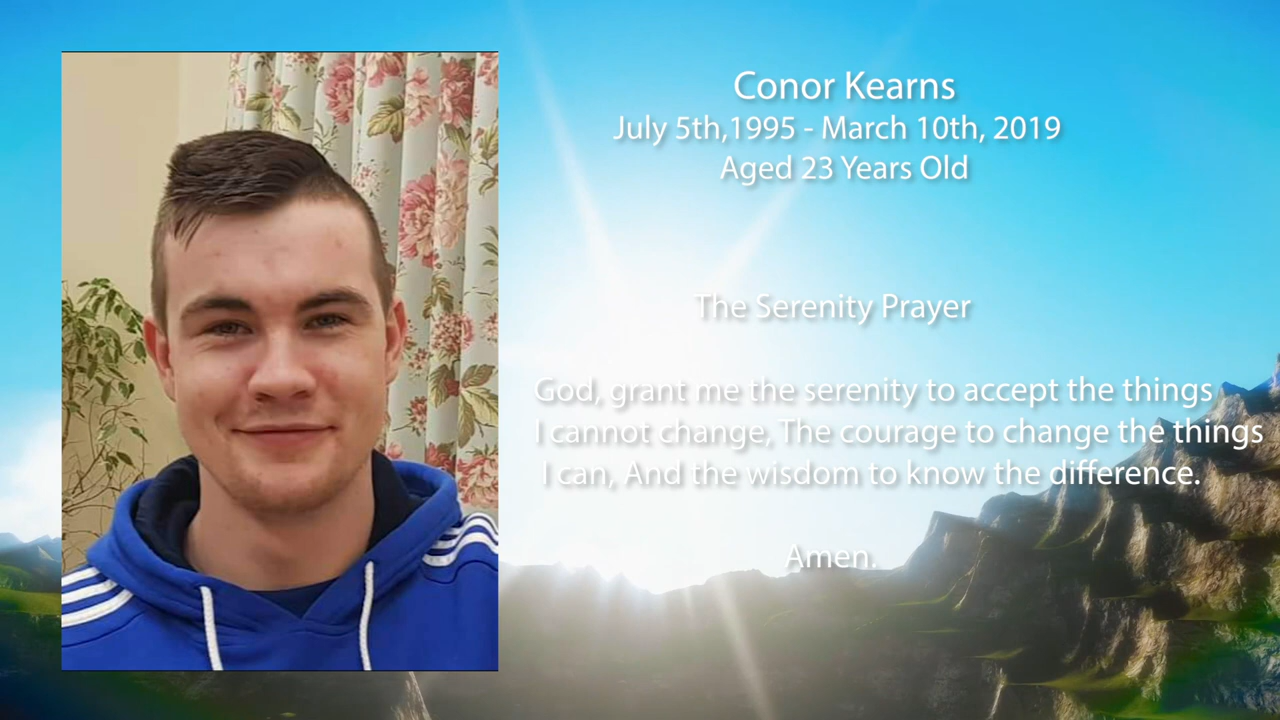 Conor Kearns
July 5th,1995 - March 10th, 2019
Aged 23 Years Old
The Serenity Prayer
God, grant me the serenity to accept the things
I cannot change, The courage to change the things
I can, And the wisdom to know the difference.
Amen.